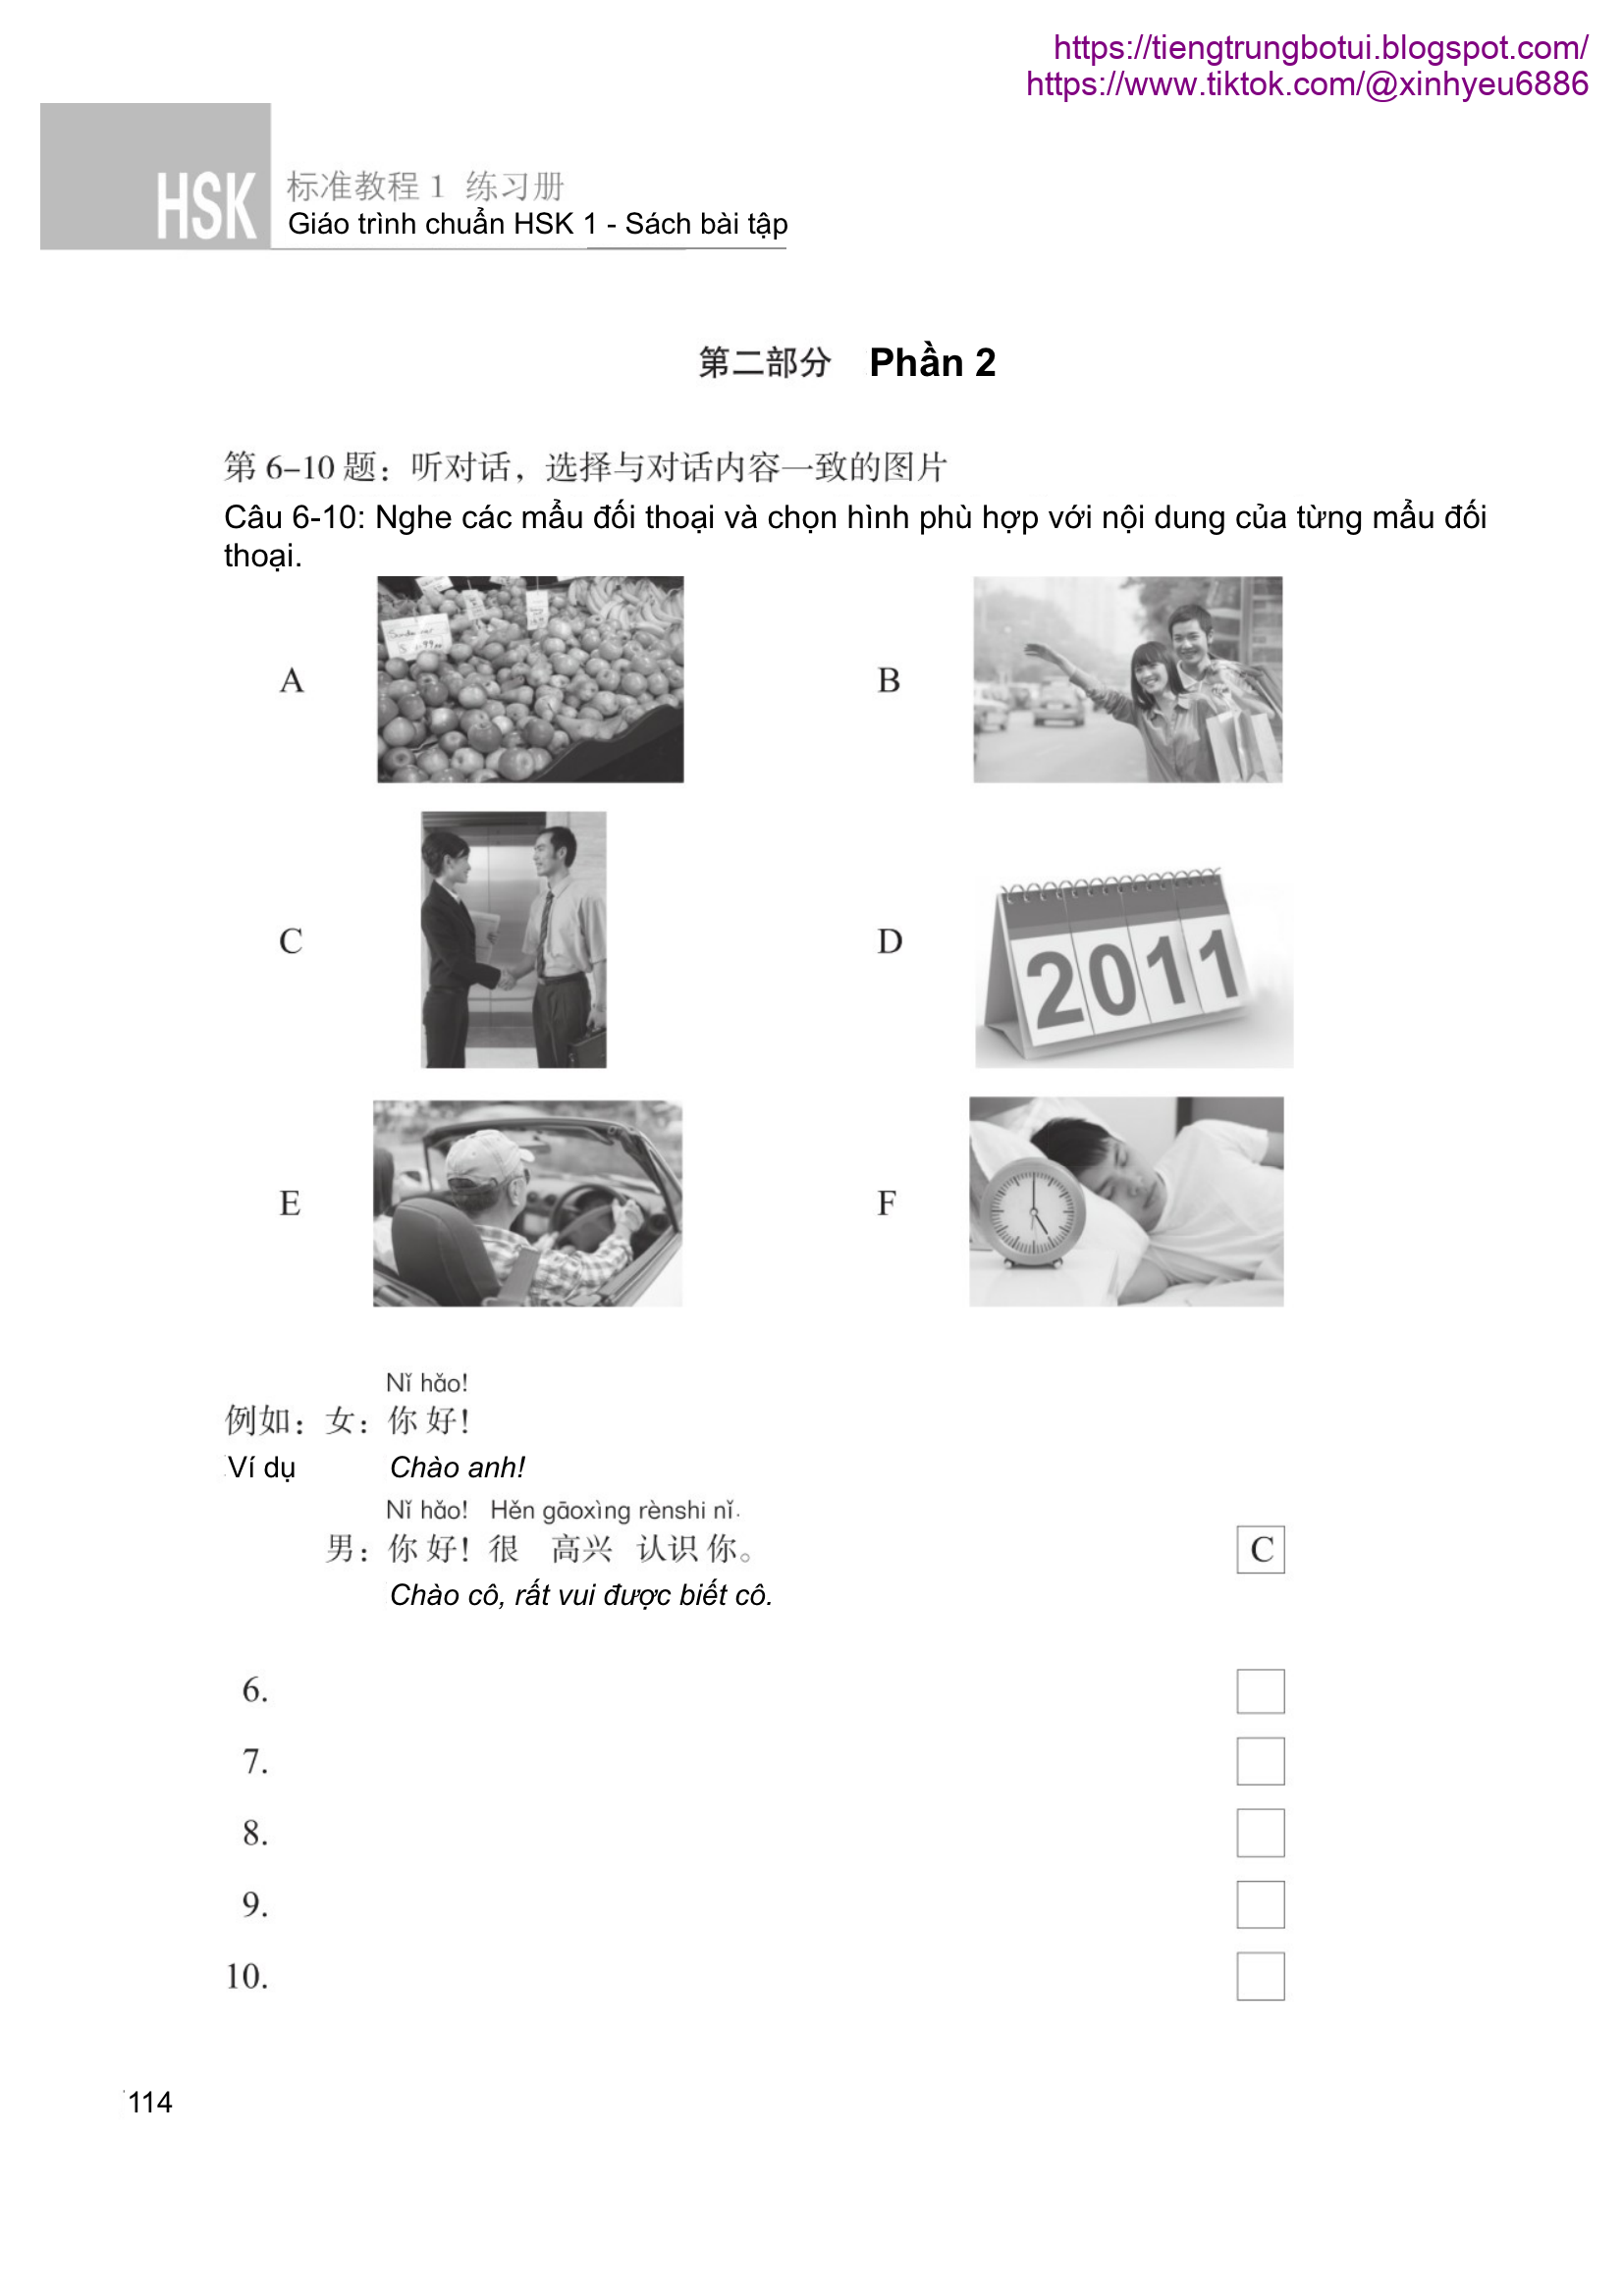 https://tiengtrungbotui.blogspot.com/
https://www.tiktok.com/@xinhyeu6886
HSK
标准教程 1 练习册
Giáo trình chuẩn HSK 1 - Sách bài tập
第二部分 Phần 2
第 6–10 题：听对话，选择与对话内容一致的图片
Câu 6-10: Nghe các mẩu đối thoại và chọn hình phù hợp với nội dung của từng mẩu đối
thoại.
A
B
C
D
2011
E
F
Nǐ hǎo!
例如：女：你 好！
Ví dụ Chào anh!
Nǐ hǎo! Hěn gāoxìng rènshi nǐ.
男：你 好！很 高兴 认识 你。
C
Chào cô, rất vui được biết cô.
6.
7.
8.
9.
10.
114